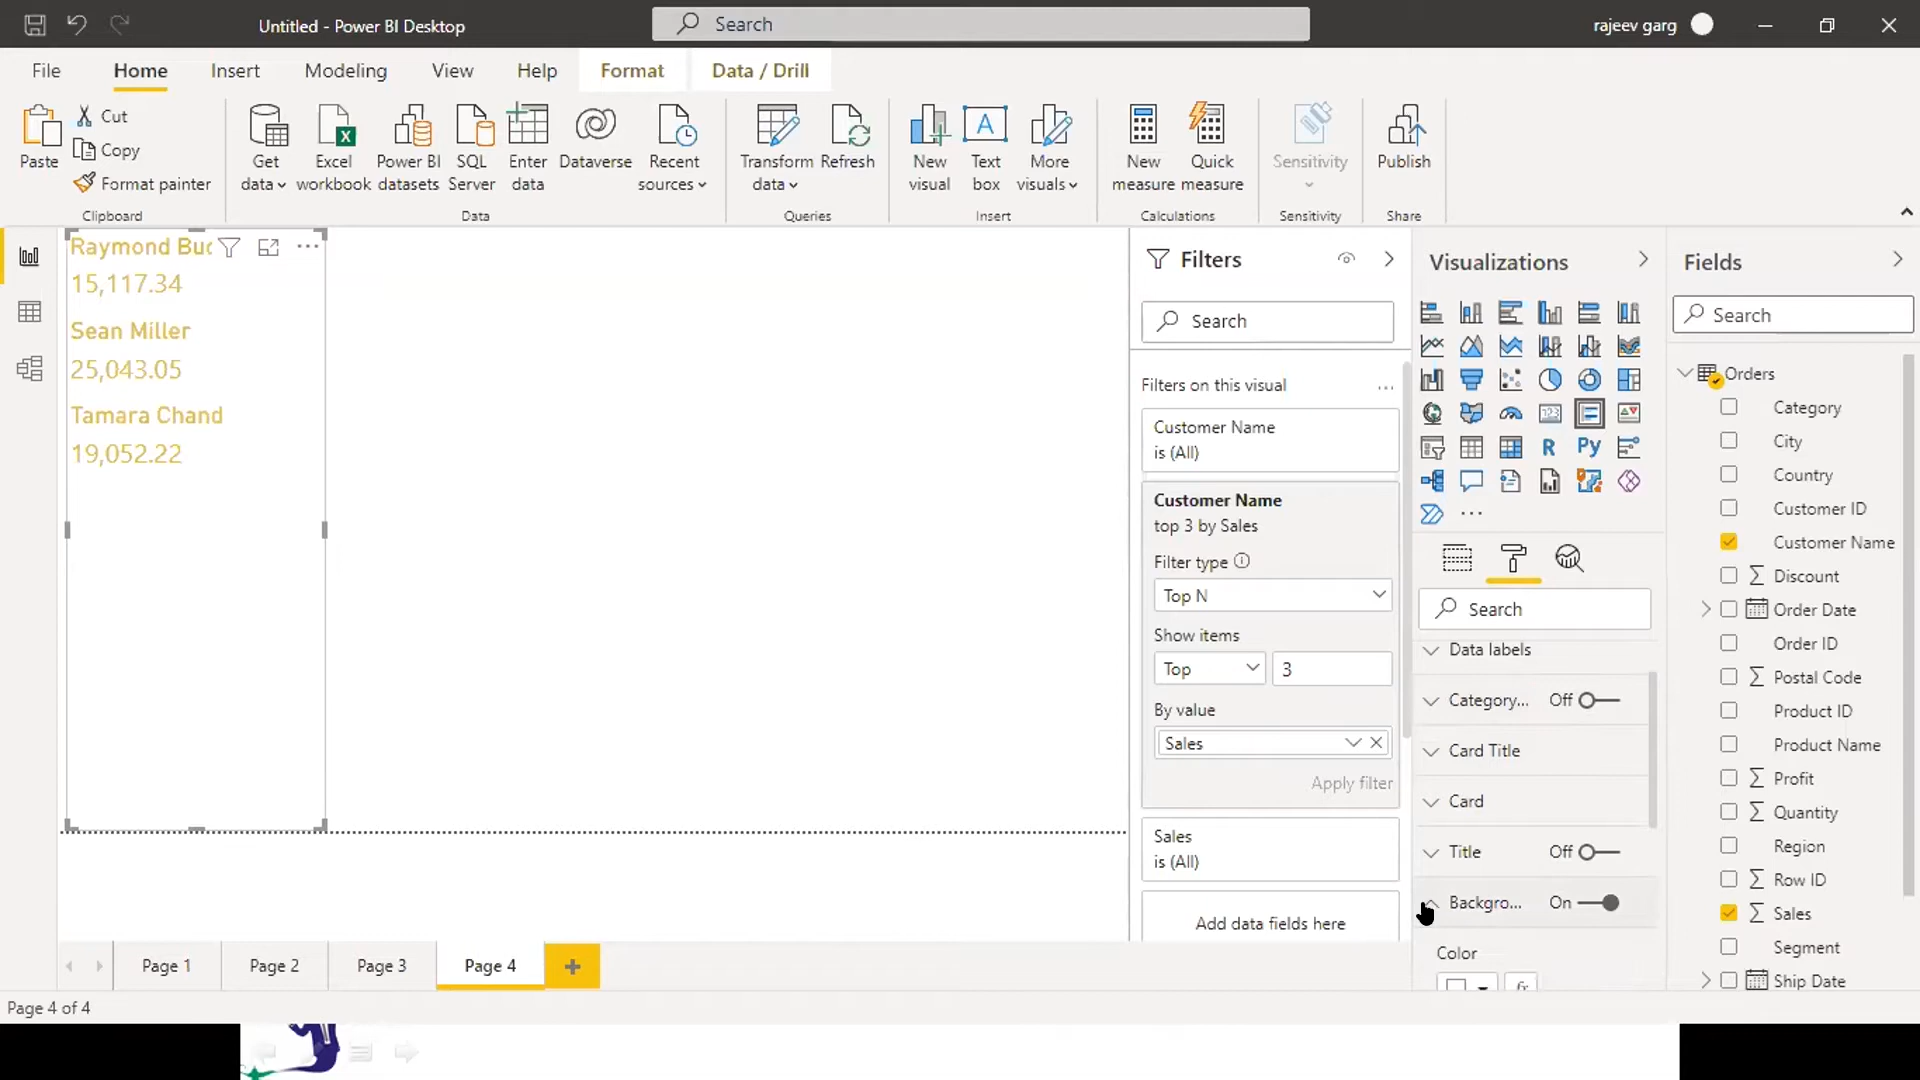 Untitled - Power BI Desktop
Search
rajeev garg
File
Home
Insert
Modeling
View
Help
Format
Data / Drill
Paste
Cut
Copy
Format painter
Clipboard
Get data
Excel workbook
Power BI datasets
SQL Server
Enter data
Dataverse
Recent sources
Data
Transform data
Refresh
Queries
New visual
A
Text box
More visuals
Insert
New measure
Quick measure
Calculations
Sensitivity
Sensitivity
Publish
Share
Raymond Buc
15,117.34
Sean Miller
25,043.05
Tamara Chand
19,052.22
Filters
Search
Filters on this visual
Customer Name
is (All)
Customer Name
top 3 by Sales
Filter type
Top N
Show items
Top
3
By value
Sales
Apply filter
Sales
is (All)
Add data fields here
Visualizations
123
R
Py
Search
Data labels
Category... Off
Card Title
Card
Title Off
Backgro... On
Color
fx
Fields
Search
Orders
Category
City
Country
Customer ID
Customer Name
Discount
Order Date
Order ID
Postal Code
Product ID
Product Name
Profit
Quantity
Region
Row ID
Sales
Segment
Ship Date
Page 1
Page 2
Page 3
Page 4
Page 4 of 4